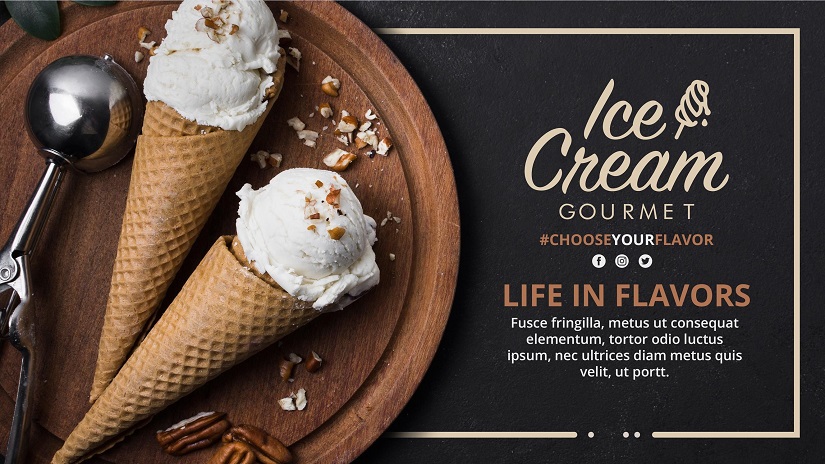 Ice
Cream
GOURMET
#CHOOSEYOURFLAVOR
LIFE IN FLAVORS
Fusce fringilla, metus ut consequat
elementum, tortor odio luctus
ipsum, nec ultrices diam metus quis
velit, ut portt.